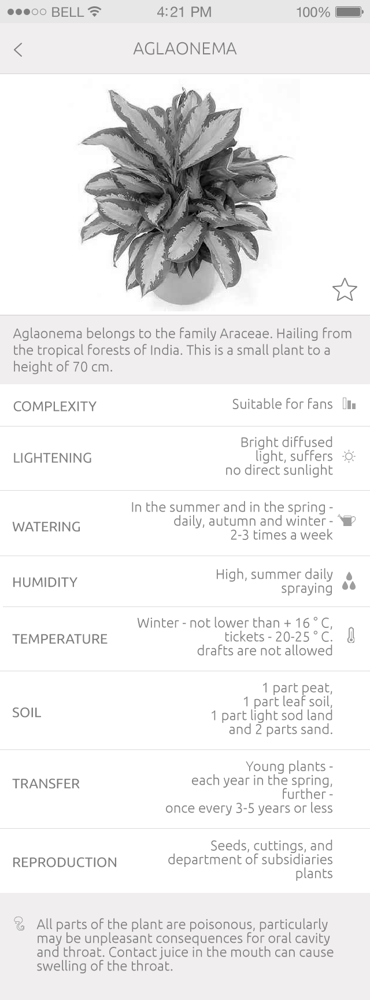 BELL 4:21 PM 100%
AGLAONEMA
Aglaonema belongs to the family Araceae. Hailing from
the tropical forests of India. This is a small plant to a
height of 70 cm.
COMPLEXITY
Suitable for fans
LIGHTENING
Bright diffused
light, suffers
no direct sunlight
WATERING
In the summer and in the spring -
daily, autumn and winter -
2-3 times a week
HUMIDITY
High, summer daily
spraying
TEMPERATURE
Winter - not lower than + 16 ° C,
tickets - 20-25 ° C.
drafts are not allowed
SOIL
1 part peat,
1 part leaf soil,
1 part light sod land
and 2 parts sand.
TRANSFER
Young plants -
each year in the spring,
further -
once every 3-5 years or less
REPRODUCTION
Seeds, cuttings, and
department of subsidiaries
plants
All parts of the plant are poisonous, particularly
may be unpleasant consequences for oral cavity
and throat. Contact juice in the mouth can cause
swelling of the throat.